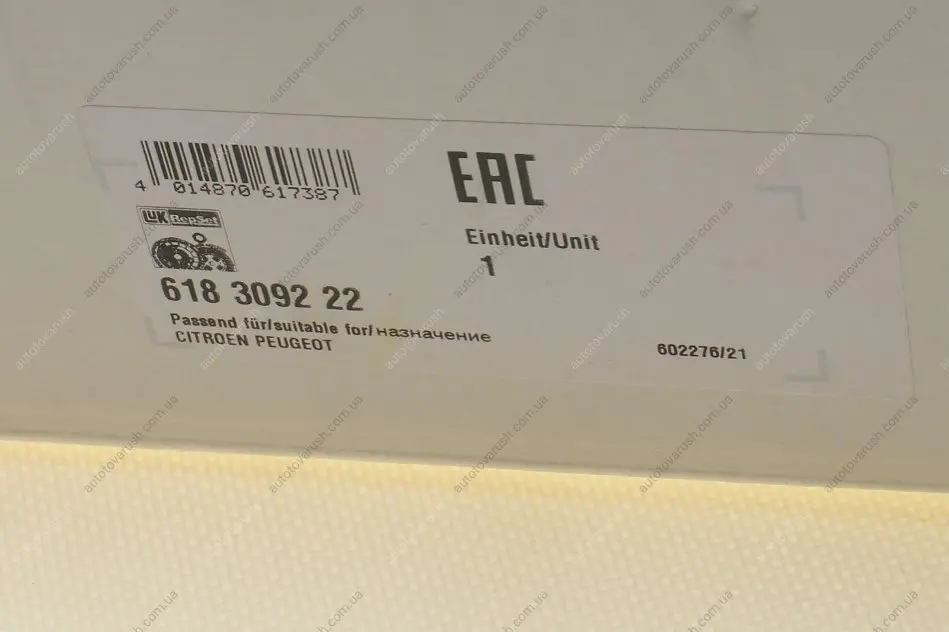 4 014870 617387
EAC
LUK RepSet
Einheit/Unit
1
618 3092 22
Passend für/suitable for/назначение
CITROEN PEUGEOT
602276/21
autotovarush.com.ua